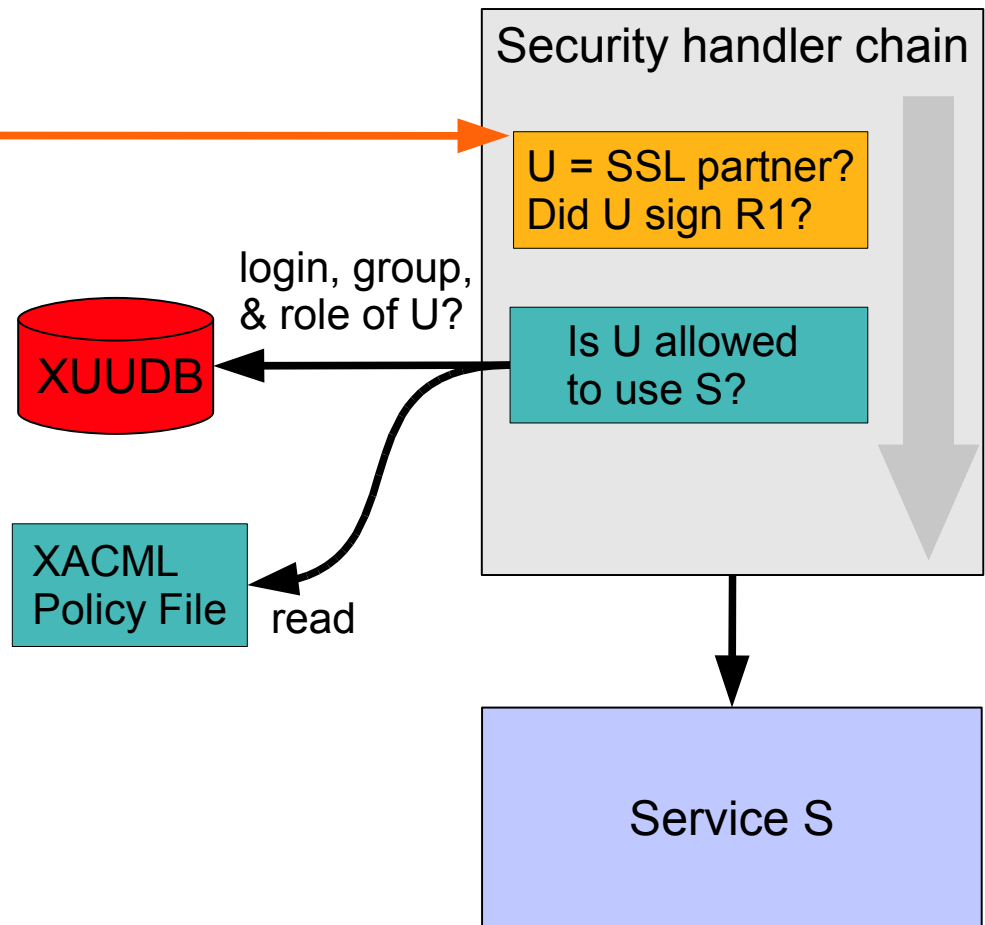 Security handler chain
U = SSL partner?
Did U sign R1?
login, group,
& role of U?
XUUDB
Is U allowed
to use S?
XACML
Policy File
read
Service S